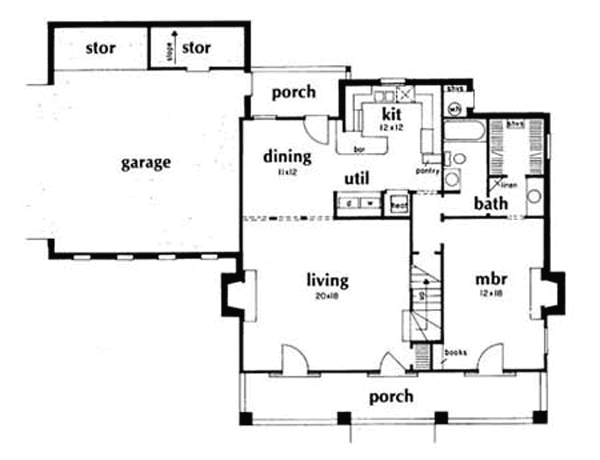 stor
slope
stor
porch
shvs
kit
12x12
wh
garage
dining
11x12
bar
shvs
util
pantry
linen
d w
heat
bath
living
20x18
up
mbr
12x18
books
porch